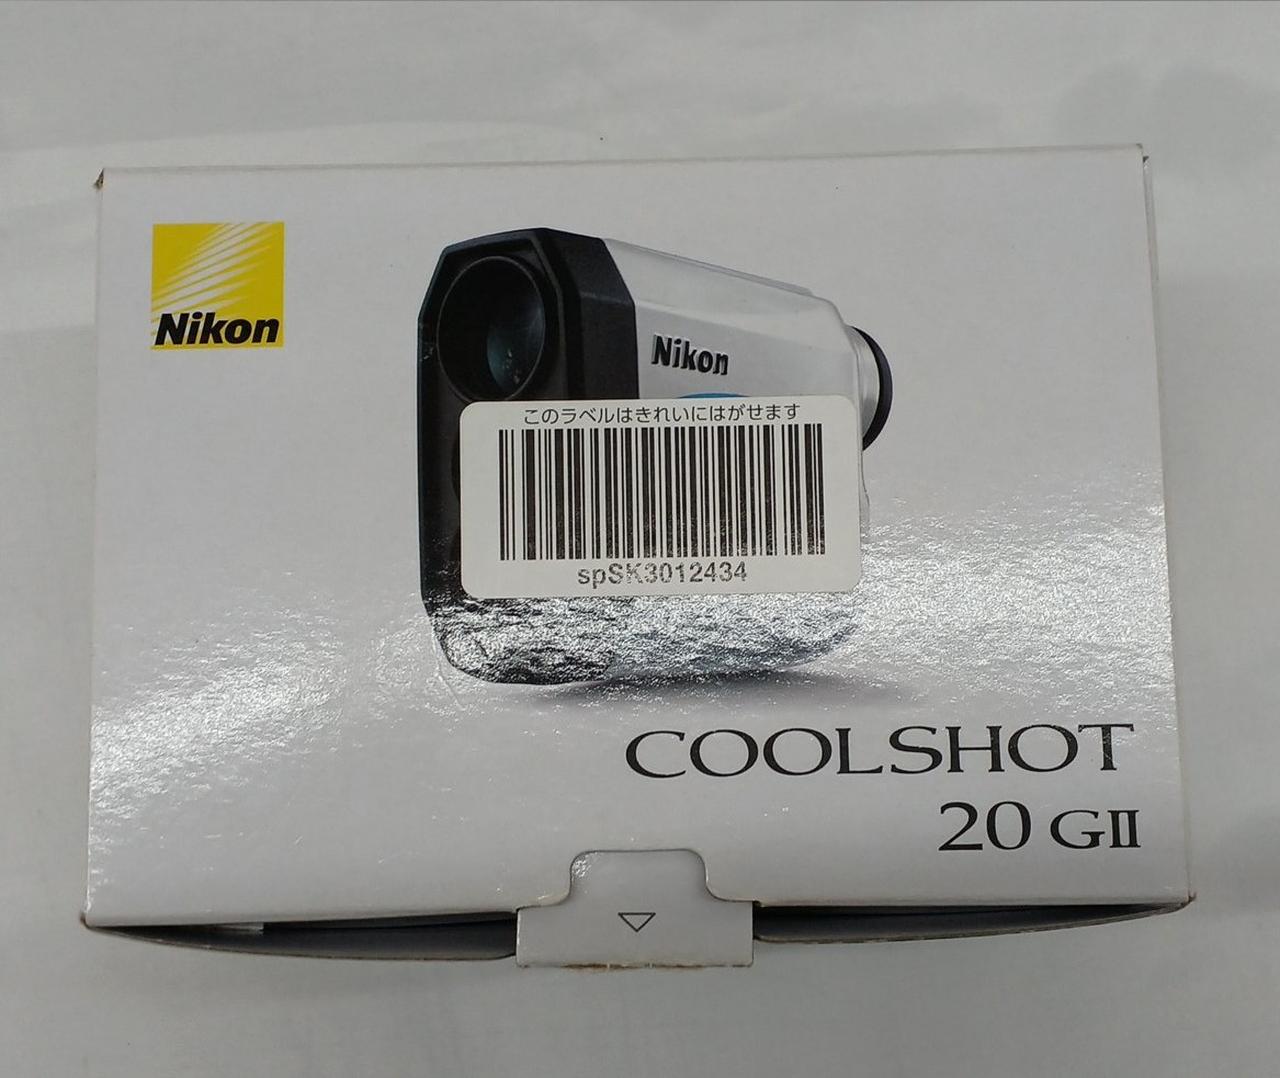 Nikon
Nikon
このラベルはきれいにはがせます
spSK3012434
COOLSHOT
20 GII